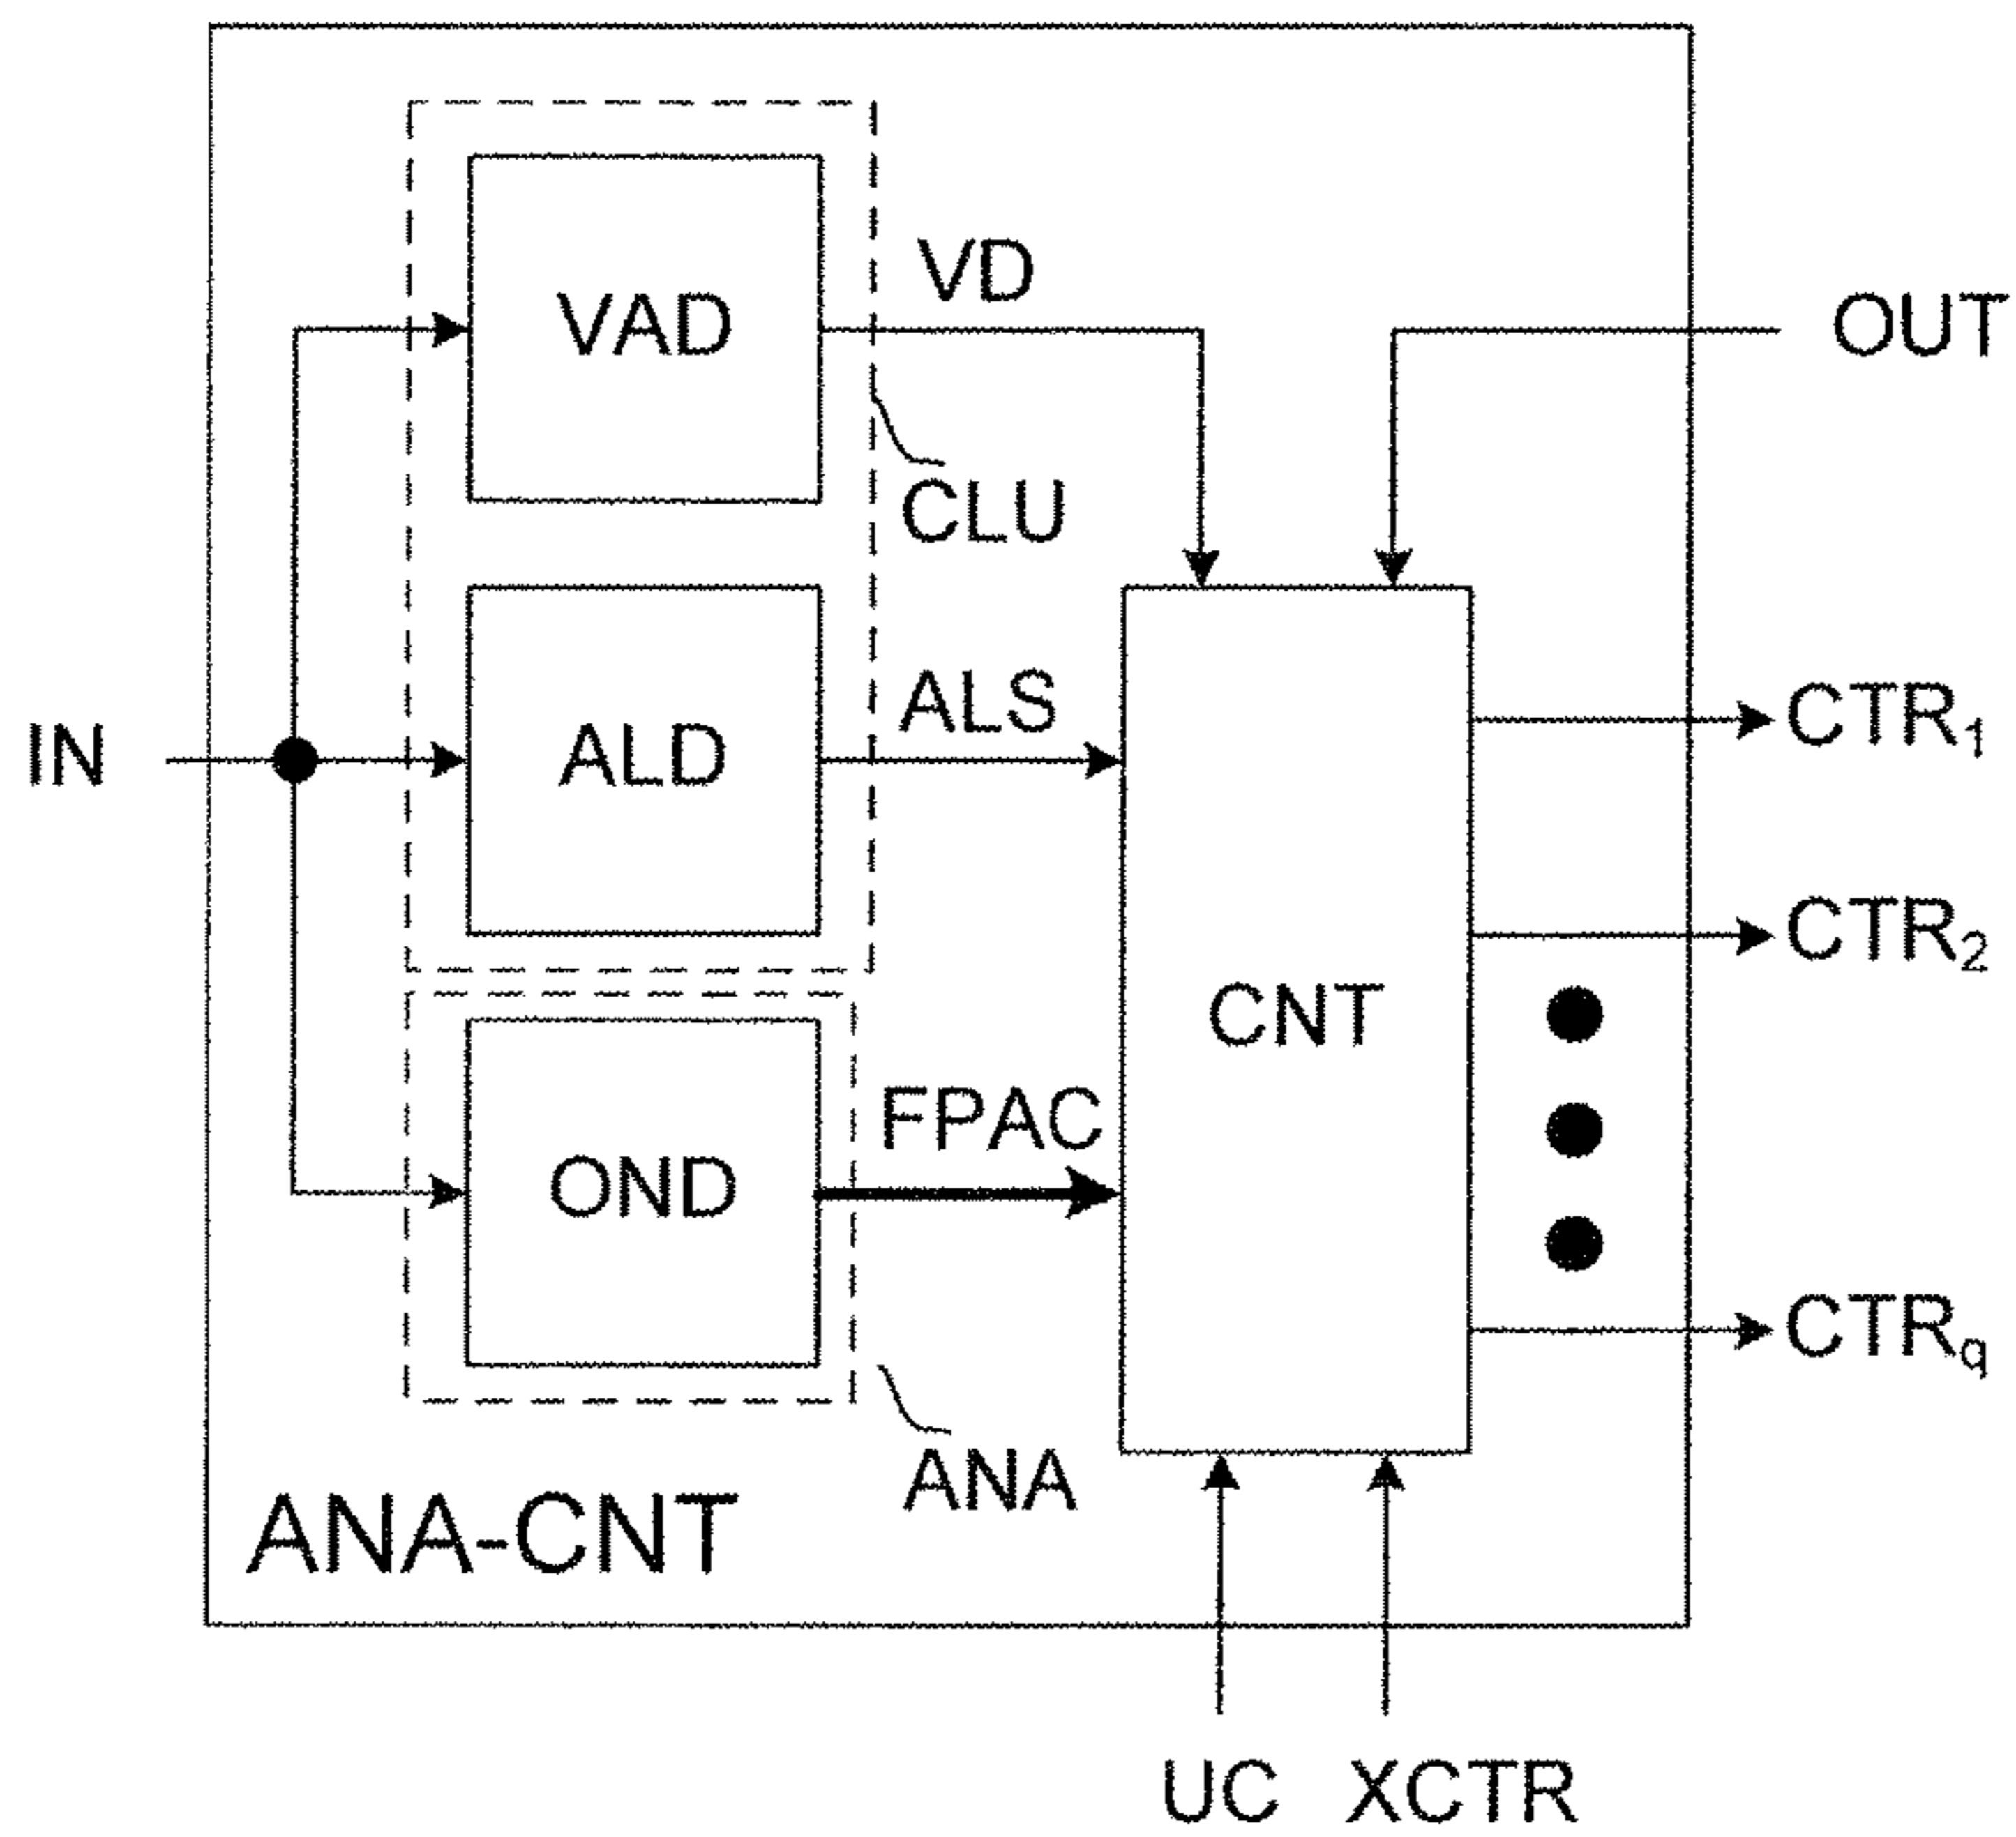 VD
VAD
OUT
CLU
ALS
IN
ALD
CTR1
CTR2
CNT
FPAC
OND
CTRq
ANA
ANA-CNT
UC
XCTR